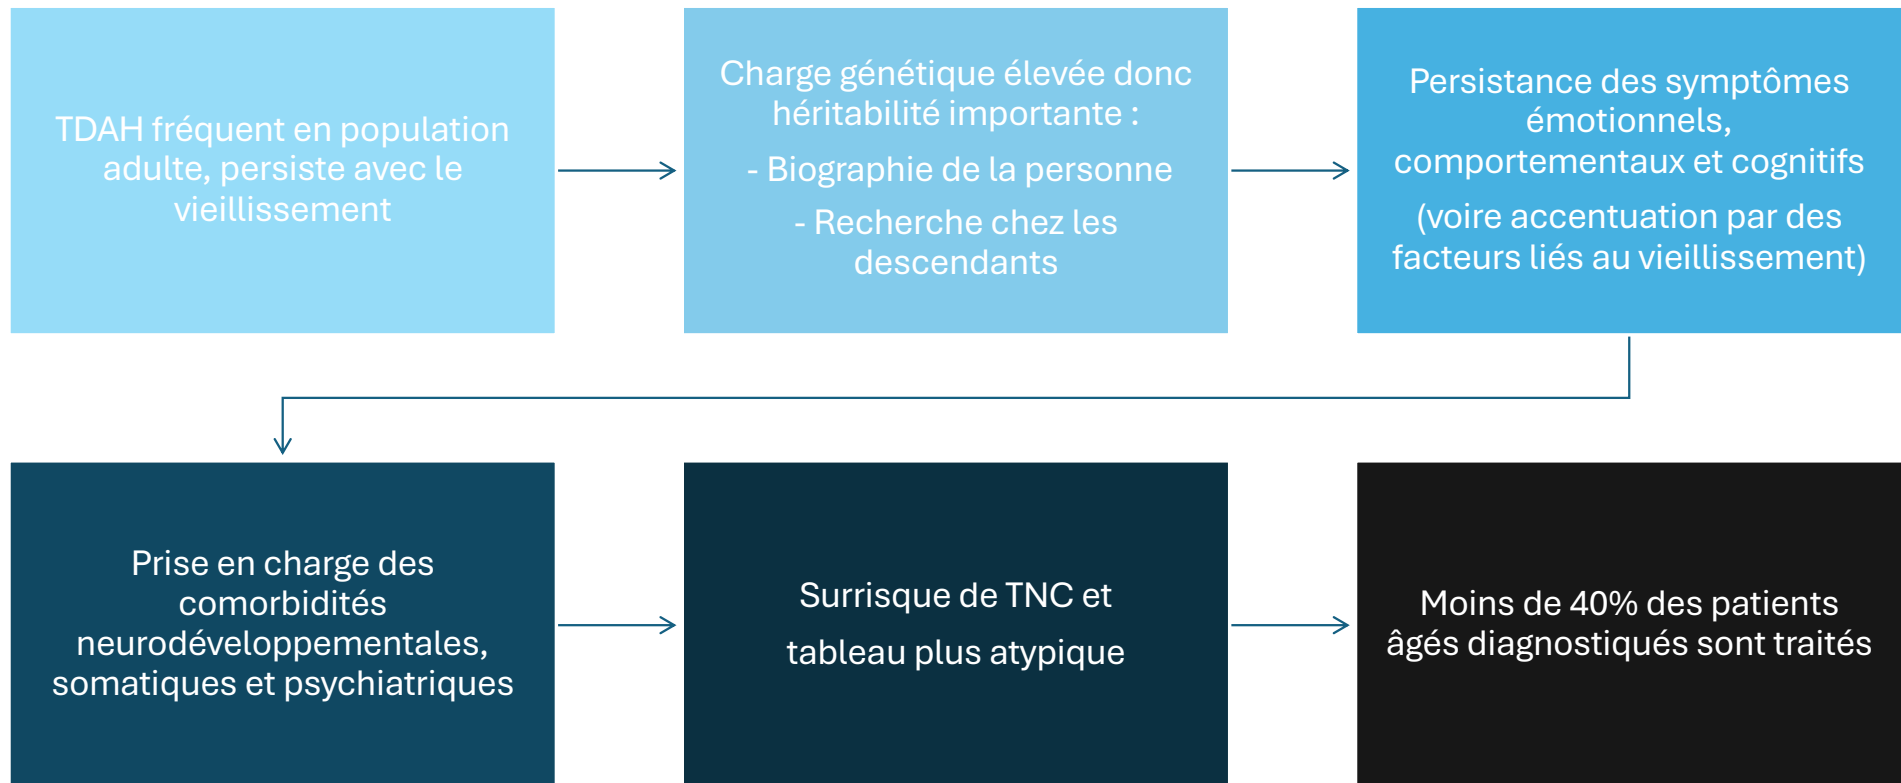 TDAH fréquent en population
adulte, persiste avec le
vieillissement
Charge génétique élevée donc
héritabilité importante :
- Biographie de la personne
- Recherche chez les
descendants
Persistance des symptômes
émotionnels,
comportementaux et cognitifs
(voire accentuation par des
facteurs liés au vieillissement)
Prise en charge des
comorbidités
neurodéveloppementales,
somatiques et psychiatriques
Surrisque de TNC et
tableau plus atypique
Moins de 40% des patients
âgés diagnostiqués sont traités